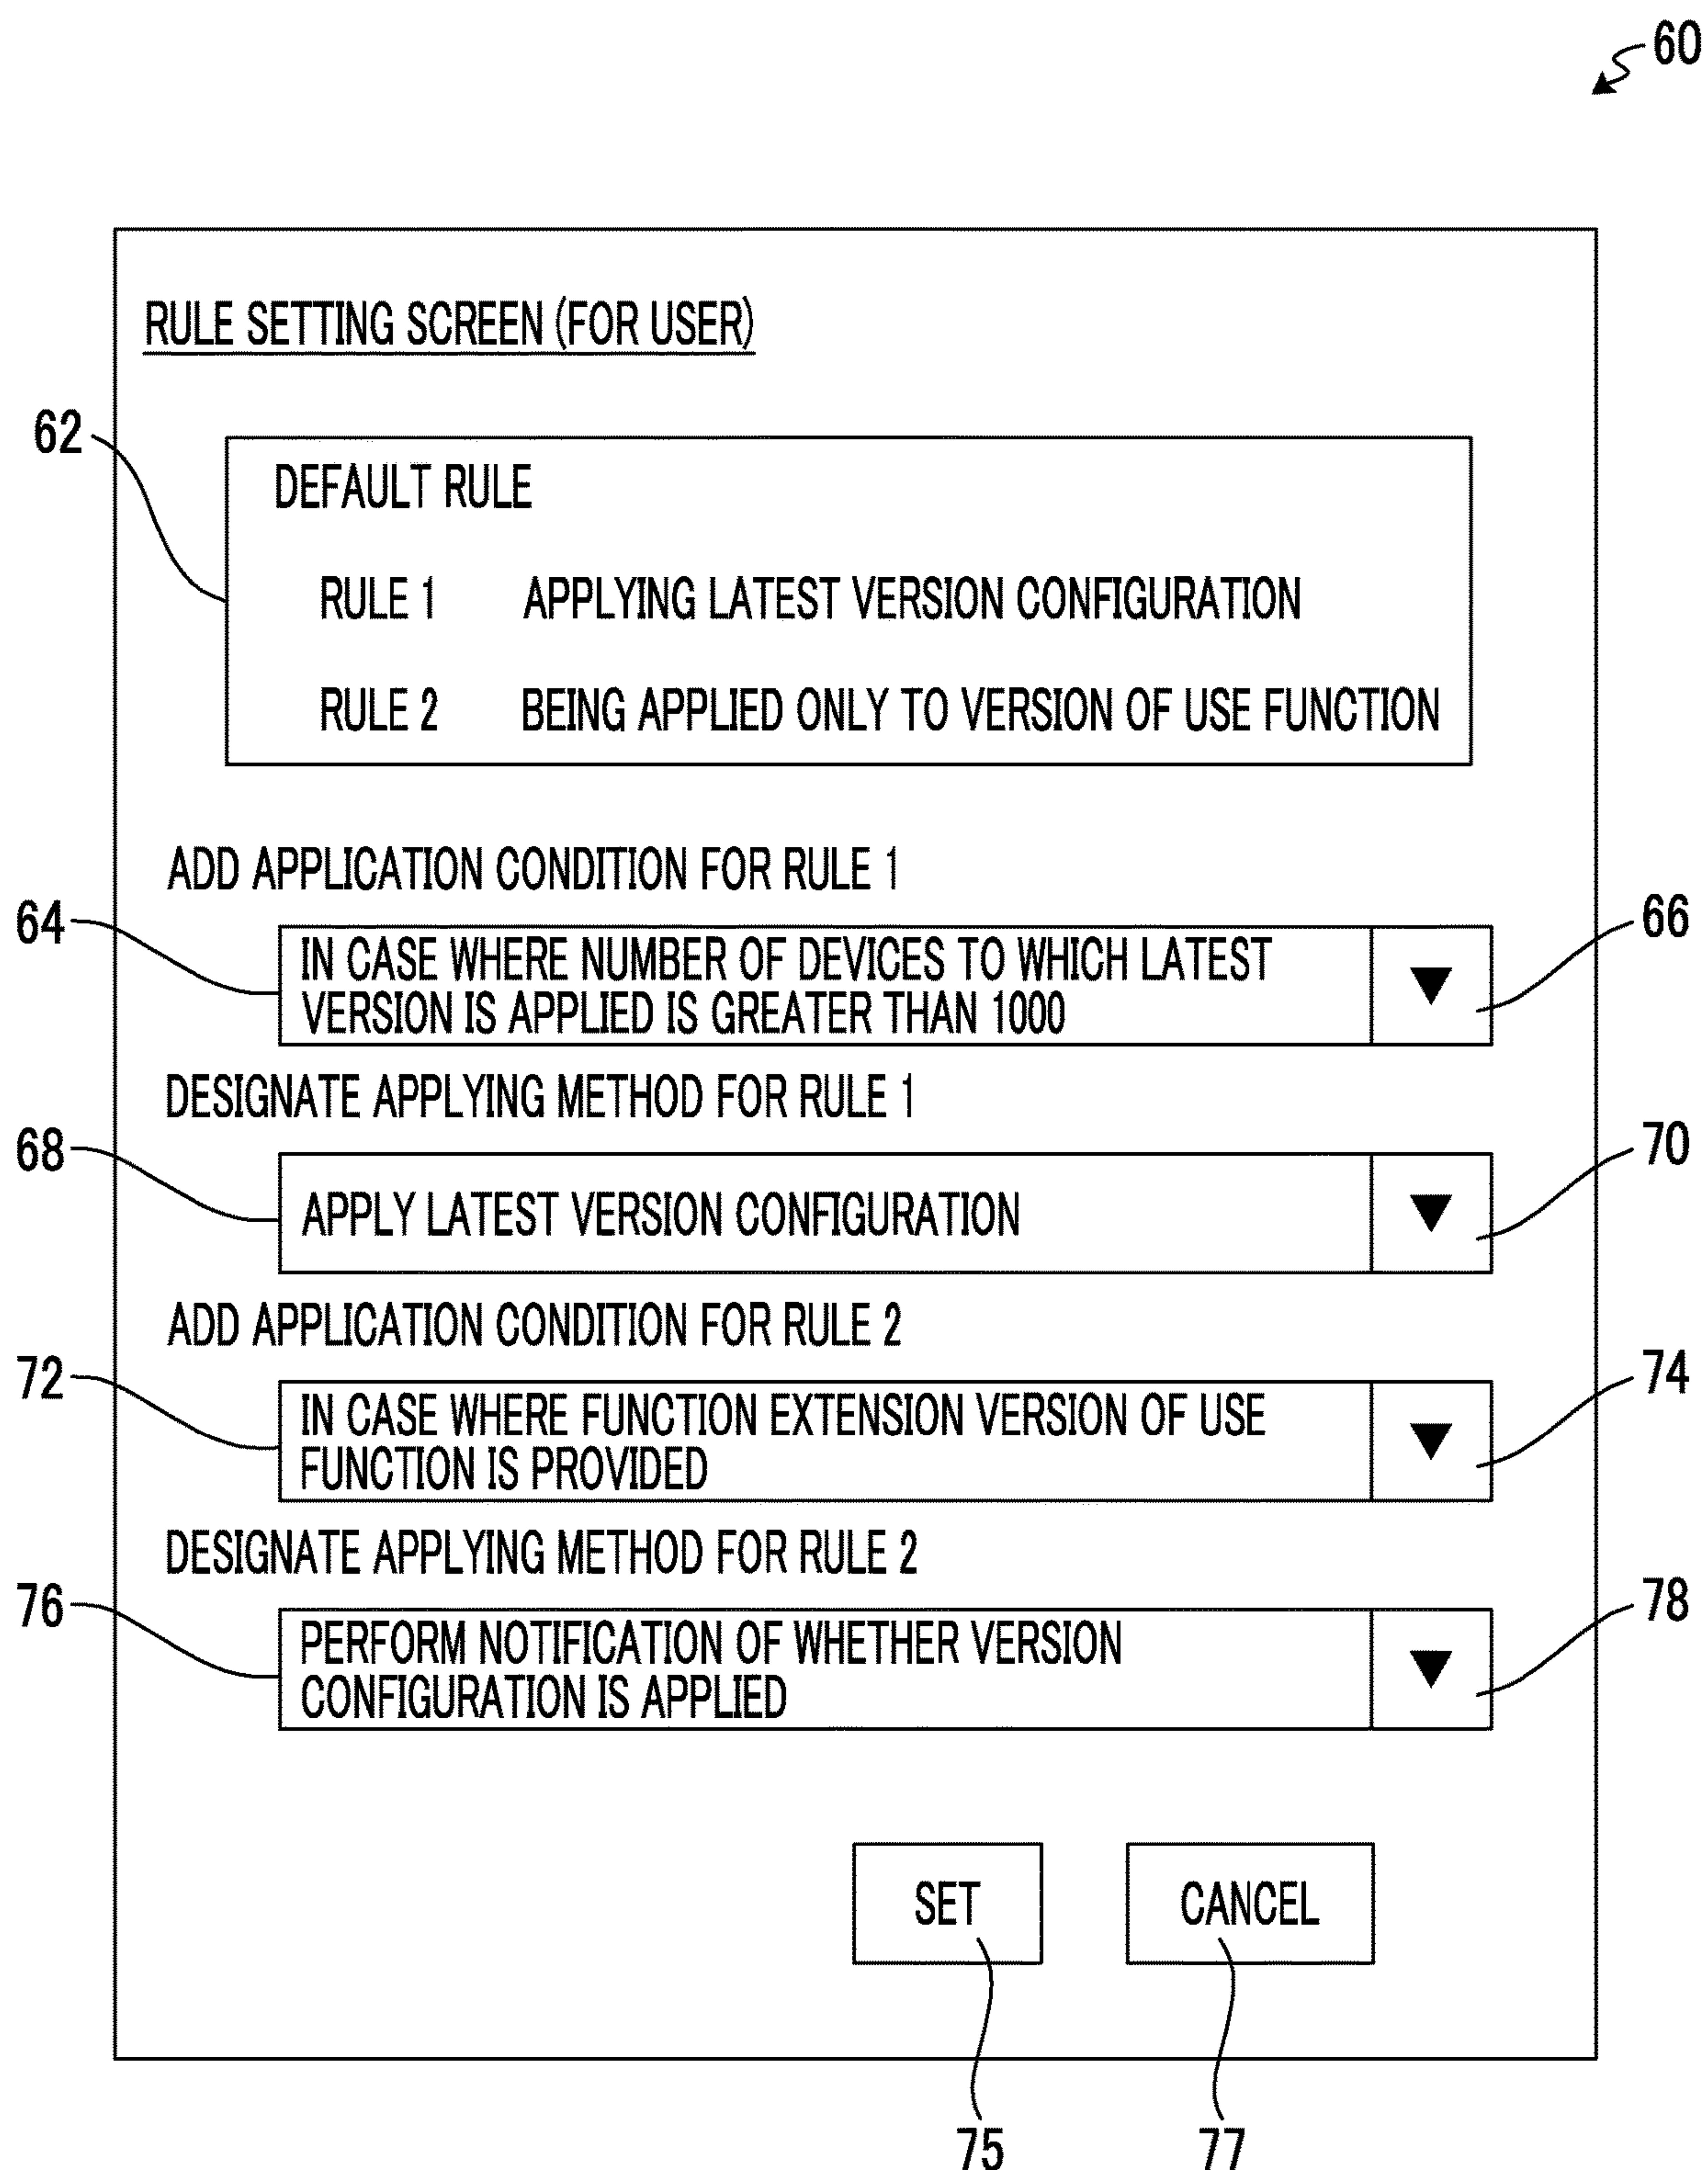 60
RULE SETTING SCREEN (FOR USER)
62
DEFAULT RULE
RULE 1 APPLYING LATEST VERSION CONFIGURATION
RULE 2 BEING APPLIED ONLY TO VERSION OF USE FUNCTION
ADD APPLICATION CONDITION FOR RULE 1
64
IN CASE WHERE NUMBER OF DEVICES TO WHICH LATEST
VERSION IS APPLIED IS GREATER THAN 1000
▼
66
DESIGNATE APPLYING METHOD FOR RULE 1
68
APPLY LATEST VERSION CONFIGURATION
▼
70
ADD APPLICATION CONDITION FOR RULE 2
72
IN CASE WHERE FUNCTION EXTENSION VERSION OF USE
FUNCTION IS PROVIDED
▼
74
DESIGNATE APPLYING METHOD FOR RULE 2
76
PERFORM NOTIFICATION OF WHETHER VERSION
CONFIGURATION IS APPLIED
▼
78
SET
CANCEL
75
77